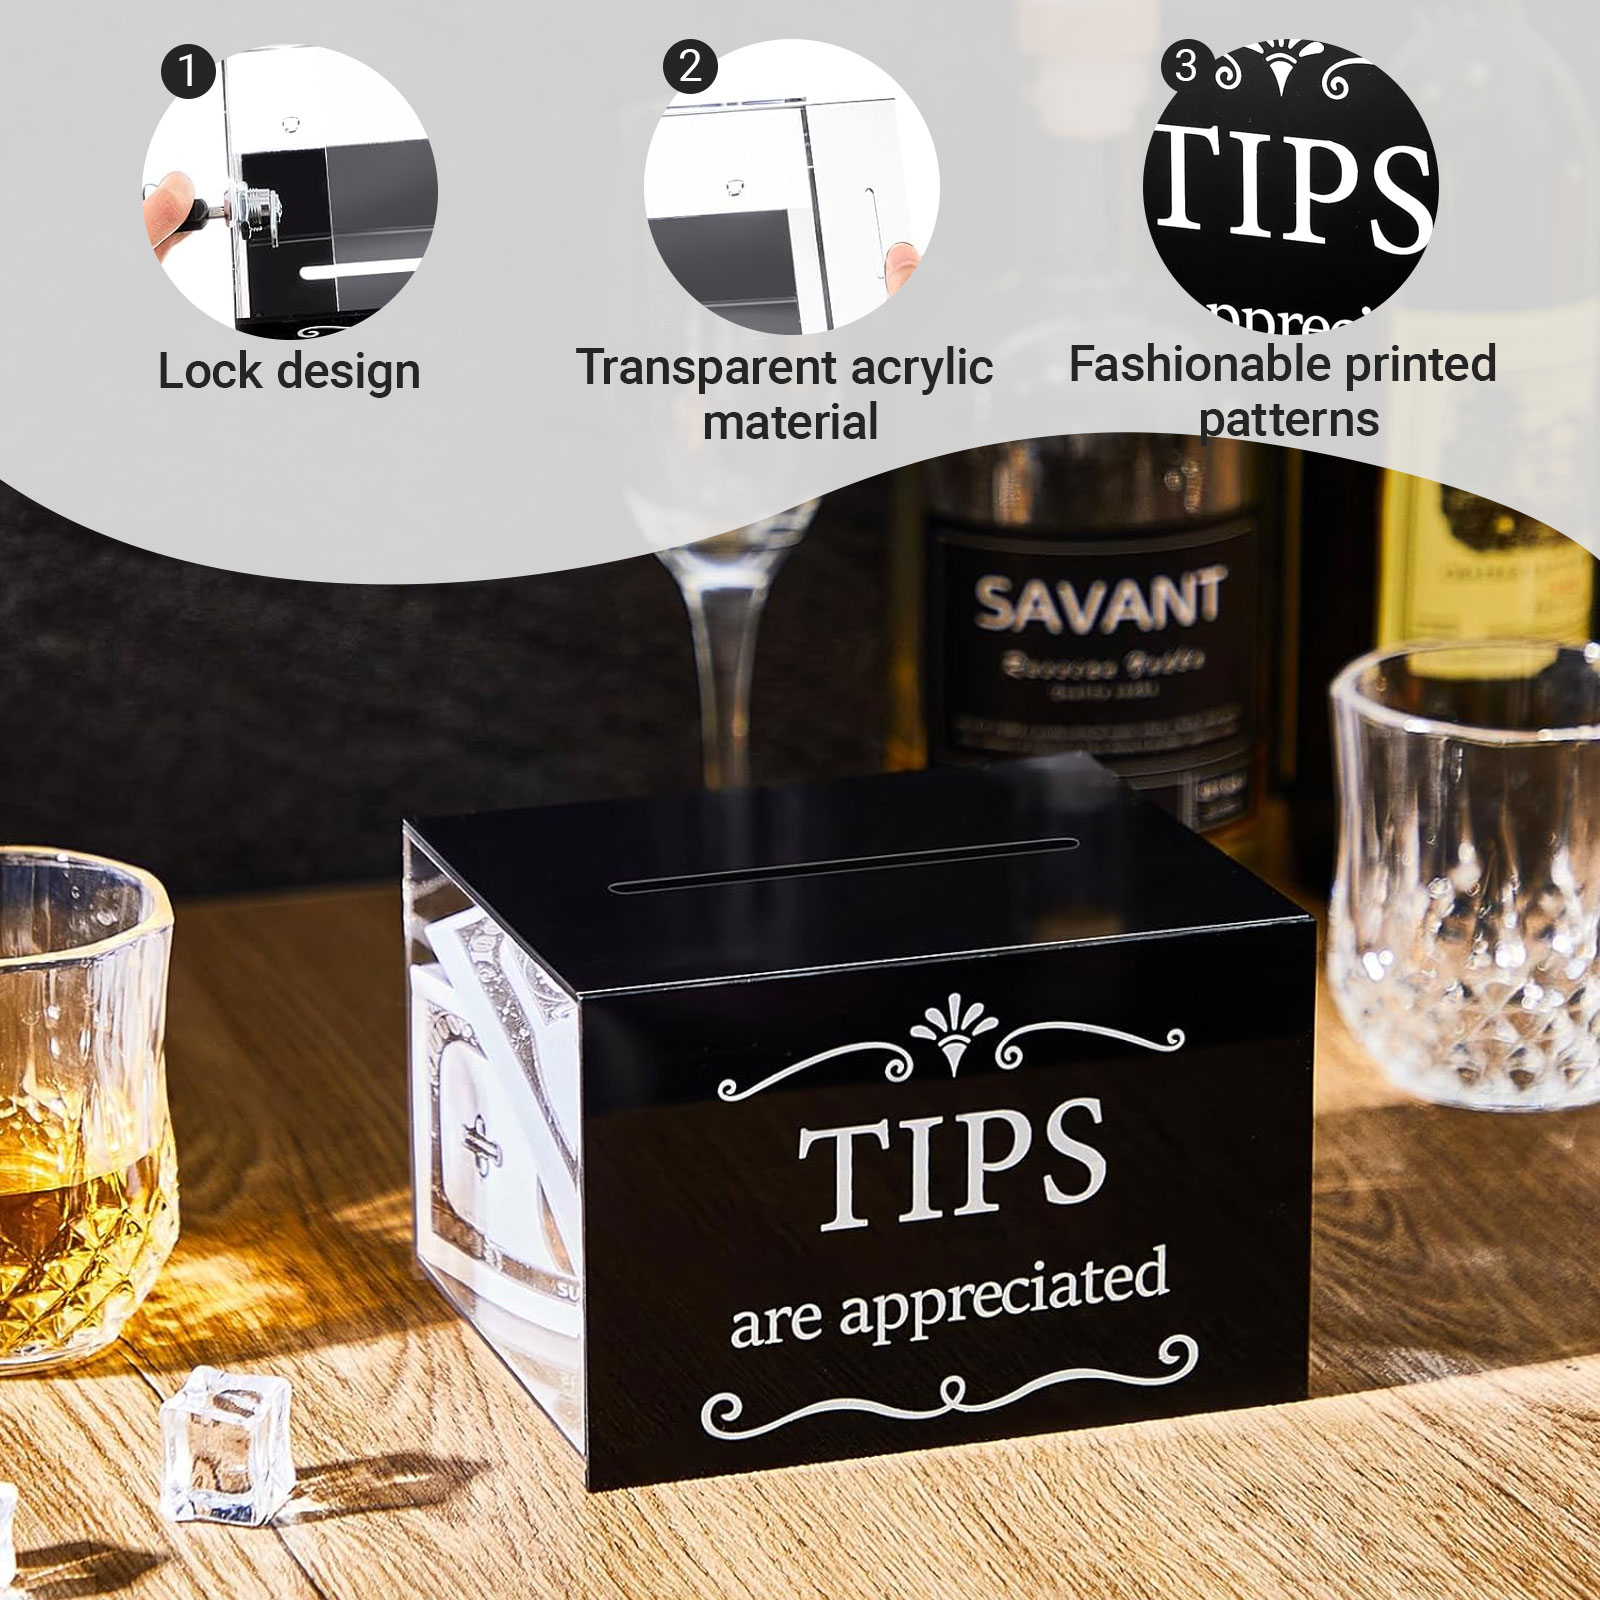 1
2
3
TIPS
Lock design
Transparent acrylic
material
Fashionable printed
patterns
SAVANT
TIPS
are appreciated